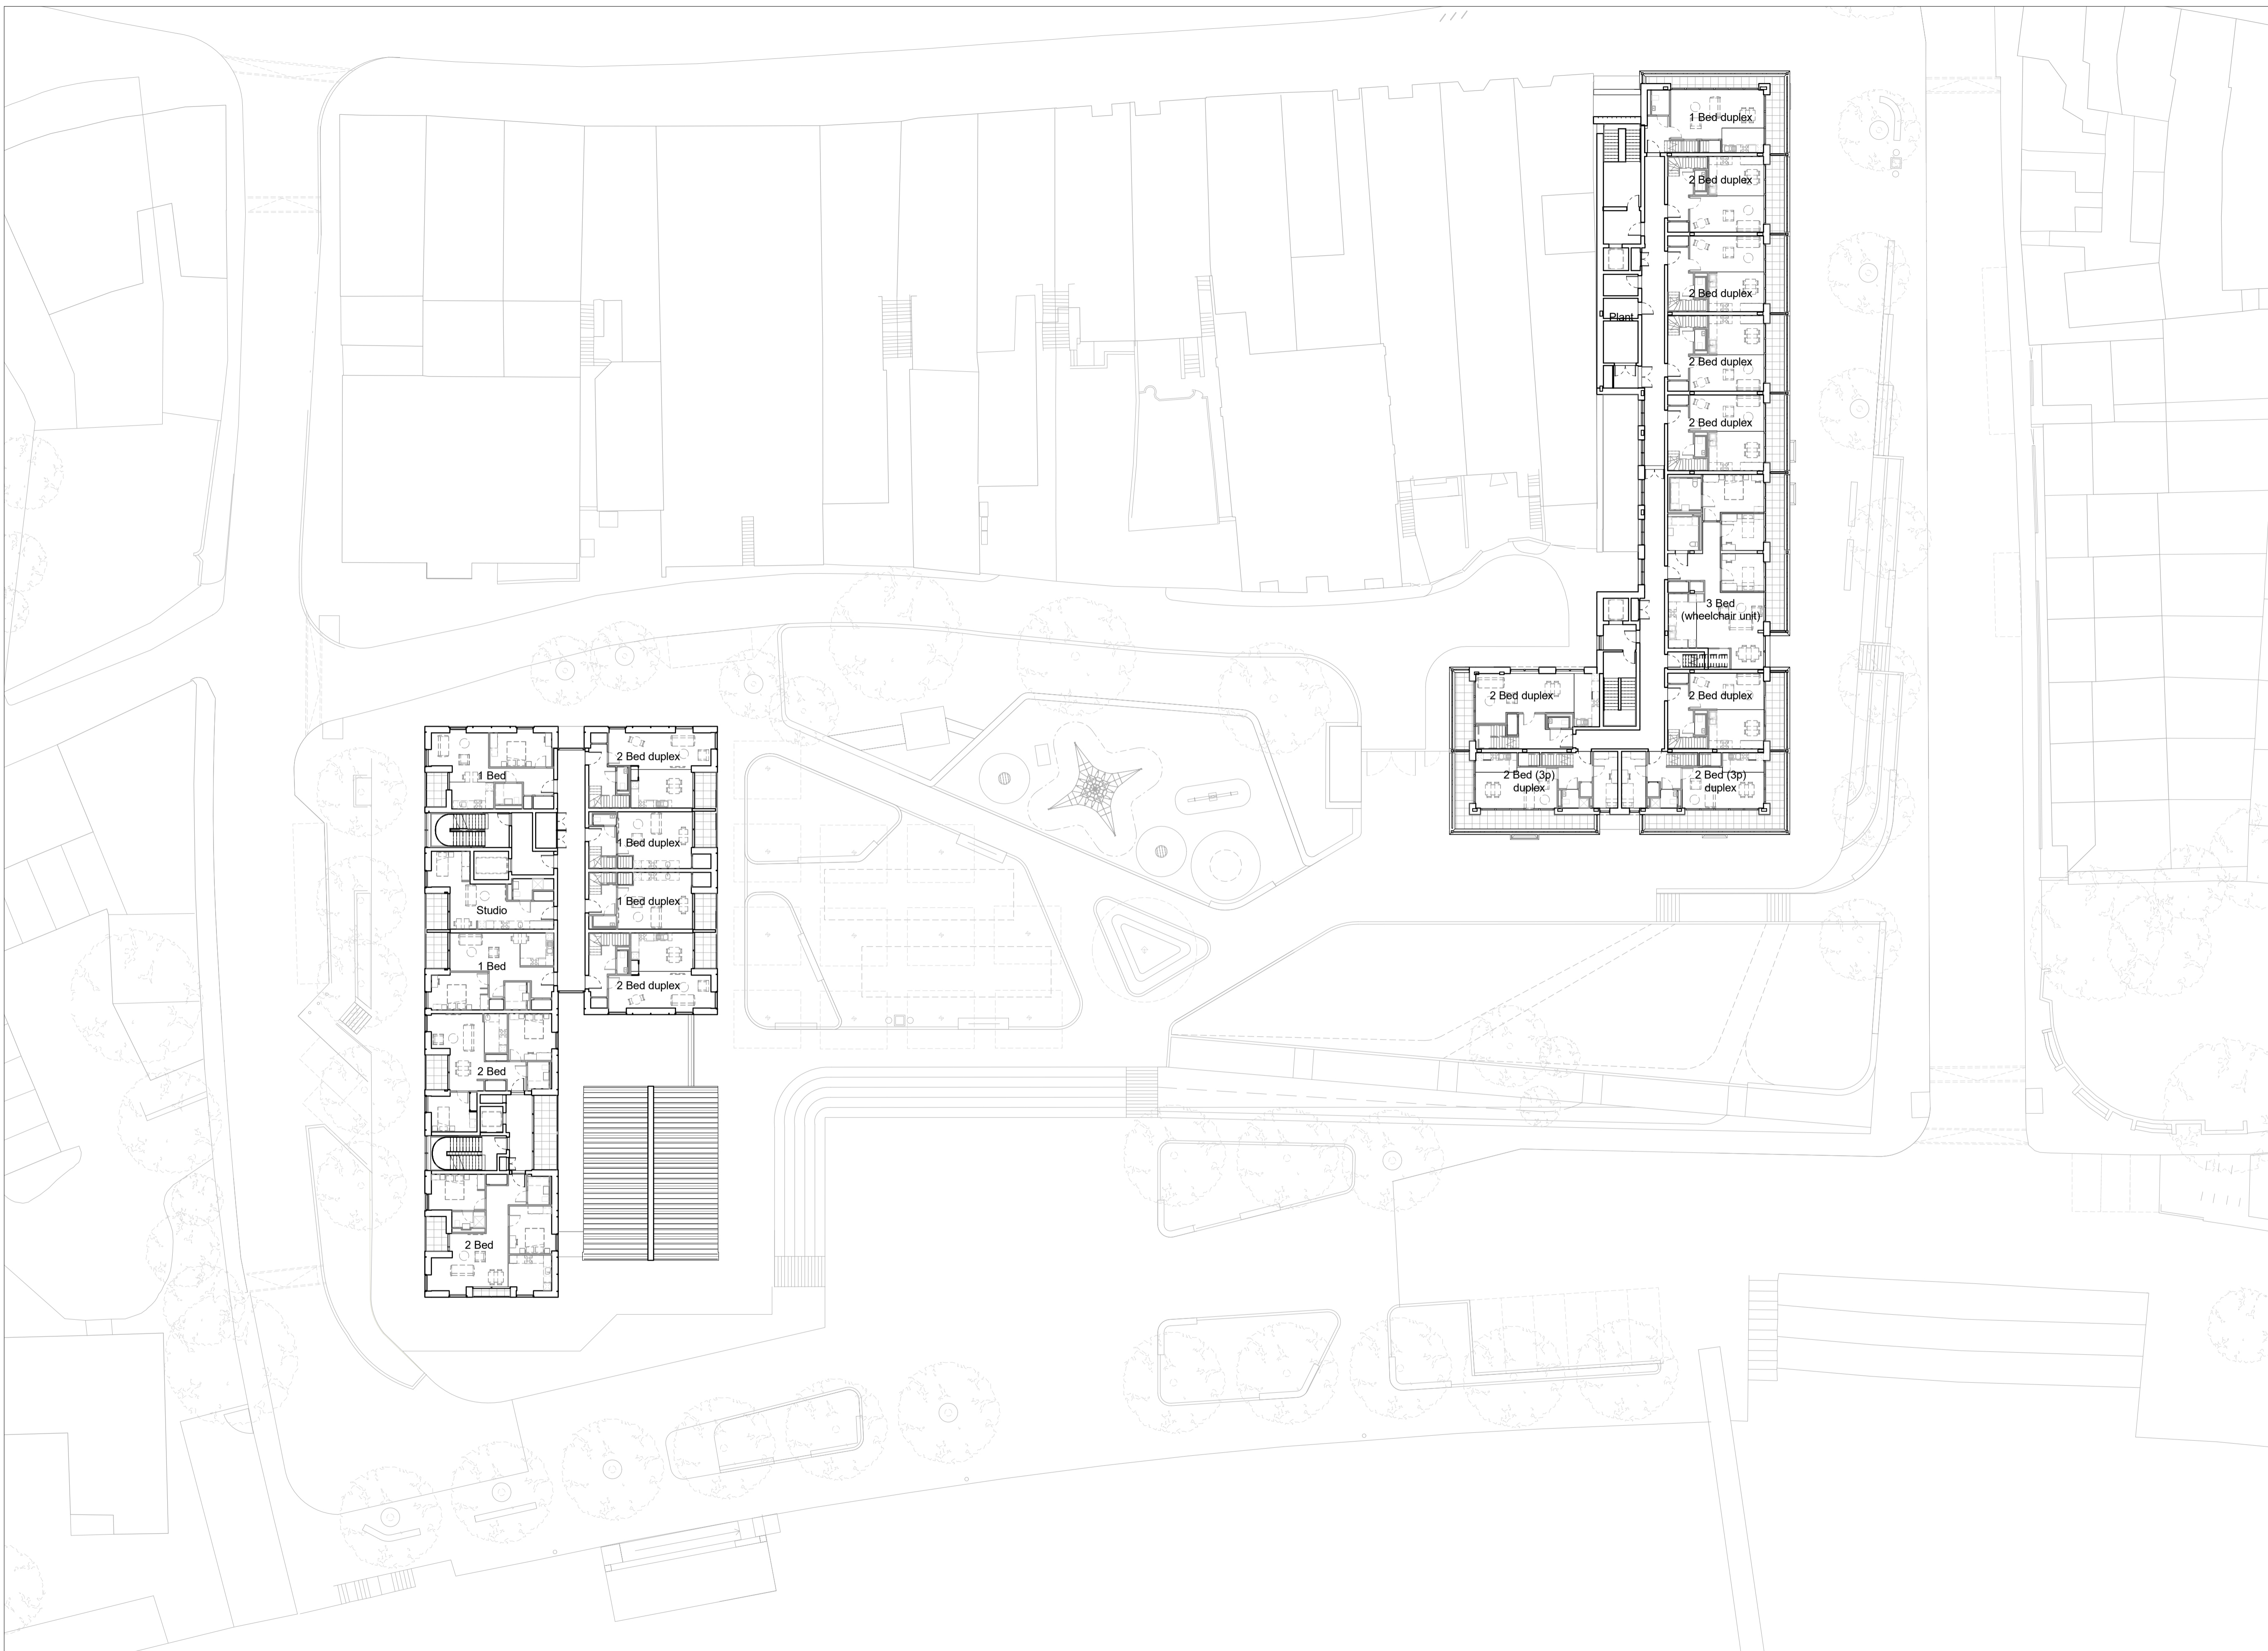 1 Bed duplex
2 Bed duplex
2 Bed duplex
Plant
2 Bed duplex
2 Bed duplex
3 Bed
(wheelchair unit)
2 Bed duplex
2 Bed duplex
2 Bed (3p)
duplex
2 Bed (3p)
duplex
2 Bed duplex
1 Bed
1 Bed duplex
1 Bed duplex
Studio
1 Bed
2 Bed duplex
2 Bed
2 Bed